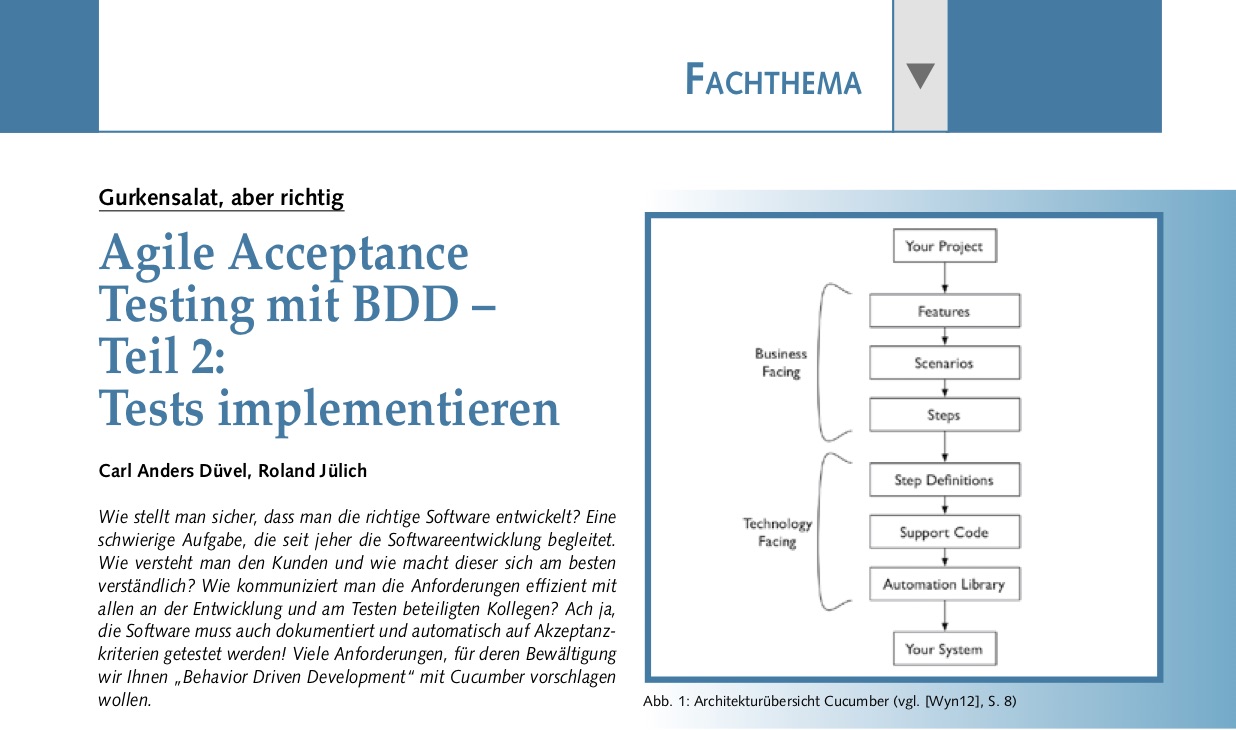 FACHTHEMA
Gurkensalat, aber richtig
Agile Acceptance
Testing mit BDD –
Teil 2:
Tests implementieren
Carl Anders Düvel, Roland Jülich
Wie stellt man sicher, dass man die richtige Software entwickelt? Eine
schwierige Aufgabe, die seit jeher die Softwareentwicklung begleitet.
Wie versteht man den Kunden und wie macht dieser sich am besten
verständlich? Wie kommuniziert man die Anforderungen effizient mit
allen an der Entwicklung und am Testen beteiligten Kollegen? Ach ja,
die Software muss auch dokumentiert und automatisch auf Akzeptanz-
kriterien getestet werden! Viele Anforderungen, für deren Bewältigung
wir Ihnen „Behavior Driven Development“ mit Cucumber vorschlagen
wollen.
Your Project
Business
Facing
Features
Scenarios
Steps
Technology
Facing
Step Definitions
Support Code
Automation Library
Your System
Abb. 1: Architekturübersicht Cucumber (vgl. [Wyn12], S. 8)